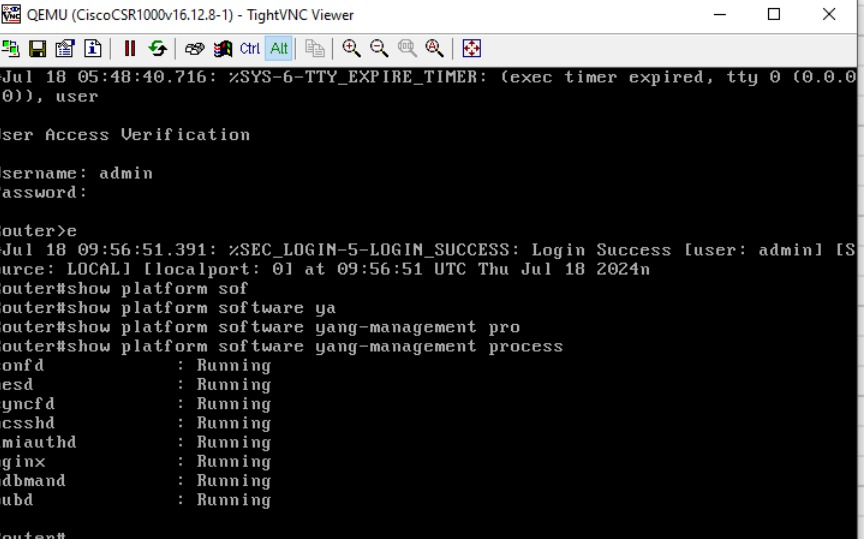 QEMU (CiscoCSR1000v16.12.8-1) - TightVNC Viewer
Ctrl Alt
Jul 18 05:48:40.716: %SYS-6-TTY_EXPIRE_TIMER: (exec timer expired, tty 0 (0.0.0
0)), user
ser Access Verification
sername: admin
assword:
outer>e
Jul 18 09:56:51.391: %SEC_LOGIN-5-LOGIN_SUCCESS: Login Success [user: admin] [S
urce: LOCAL] [localport: 0] at 09:56:51 UTC Thu Jul 18 2024n
outer#show platform sof
outer#show platform software ya
outer#show platform software yang-management pro
outer#show platform software yang-management process
onfd : Running
esd : Running
yncfd : Running
csshd : Running
miauthd : Running
ginx : Running
dbmand : Running
ubd : Running
outer#